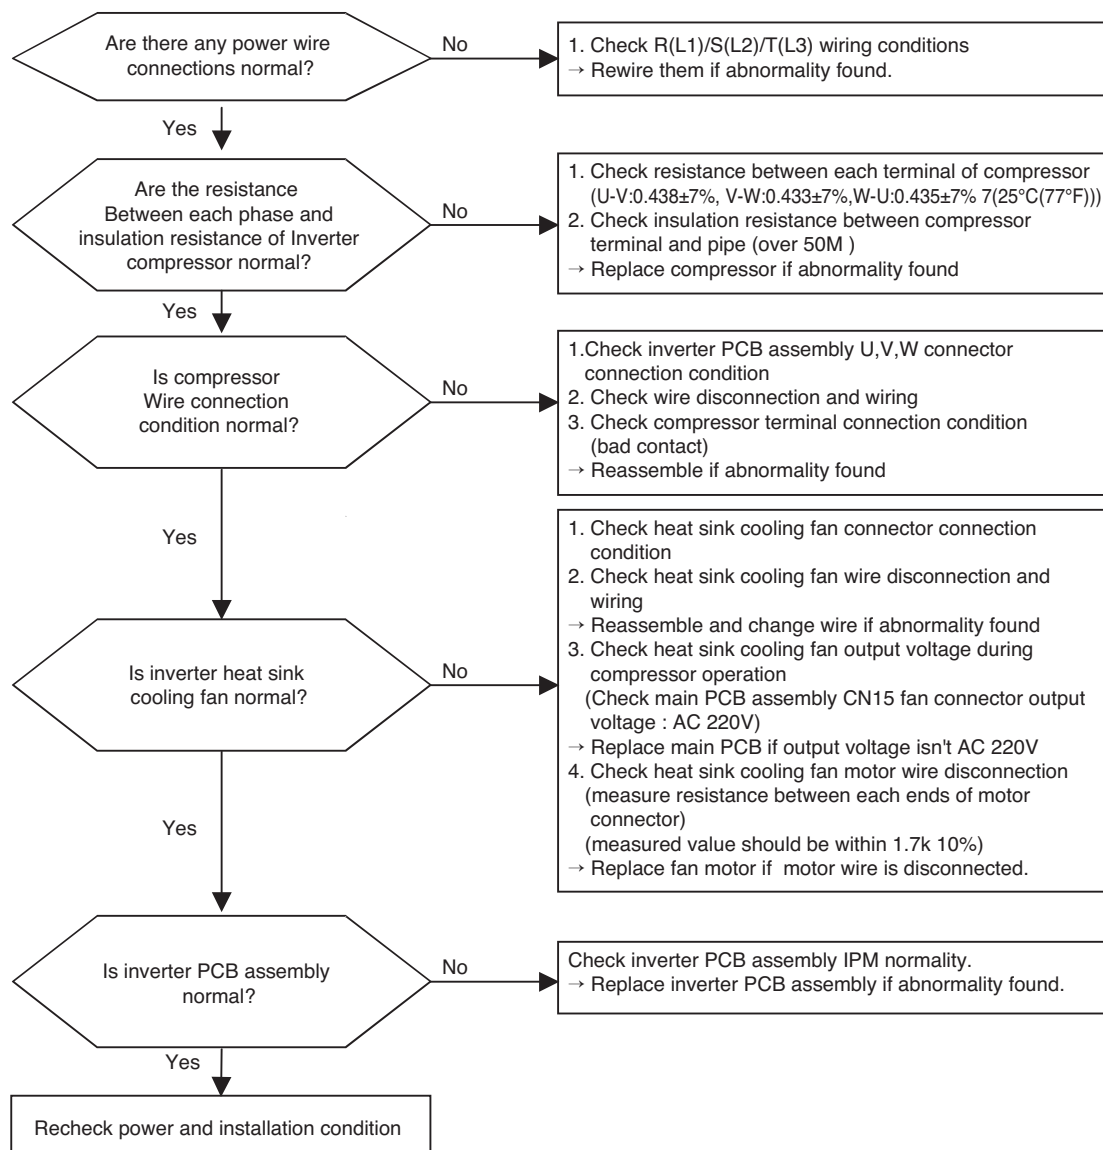 Are there any power wire
connections normal?
No
1. Check R(L1)/S(L2)/T(L3) wiring conditions
→ Rewire them if abnormality found.
Yes
Are the resistance
Between each phase and
insulation resistance of Inverter
compressor normal?
No
1. Check resistance between each terminal of compressor
(U-V:0.438±7%, V-W:0.433±7%,W-U:0.435±7% 7(25°C(77°F)))
2. Check insulation resistance between compressor
terminal and pipe (over 50M )
→ Replace compressor if abnormality found
Yes
Is compressor
Wire connection
condition normal?
No
1.Check inverter PCB assembly U,V,W connector
connection condition
2. Check wire disconnection and wiring
3. Check compressor terminal connection condition
(bad contact)
→ Reassemble if abnormality found
Yes
Is inverter heat sink
cooling fan normal?
No
1. Check heat sink cooling fan connector connection
condition
2. Check heat sink cooling fan wire disconnection and
wiring
→ Reassemble and change wire if abnormality found
3. Check heat sink cooling fan output voltage during
compressor operation
(Check main PCB assembly CN15 fan connector output
voltage : AC 220V)
→ Replace main PCB if output voltage isn't AC 220V
4. Check heat sink cooling fan motor wire disconnection
(measure resistance between each ends of motor
connector)
(measured value should be within 1.7k 10%)
→ Replace fan motor if motor wire is disconnected.
Yes
Is inverter PCB assembly
normal?
No
Check inverter PCB assembly IPM normality.
→ Replace inverter PCB assembly if abnormality found.
Yes
Recheck power and installation condition